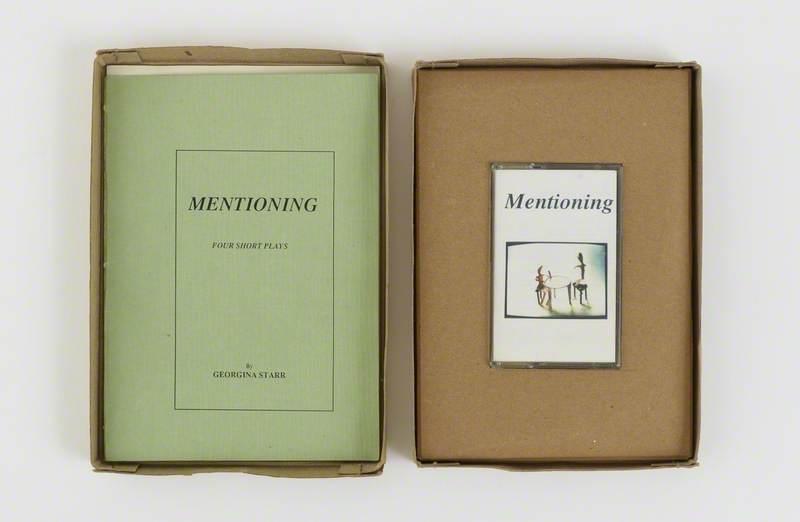 MENTIONING
FOUR SHORT PLAYS
By
GEORGINA STARR
Mentioning